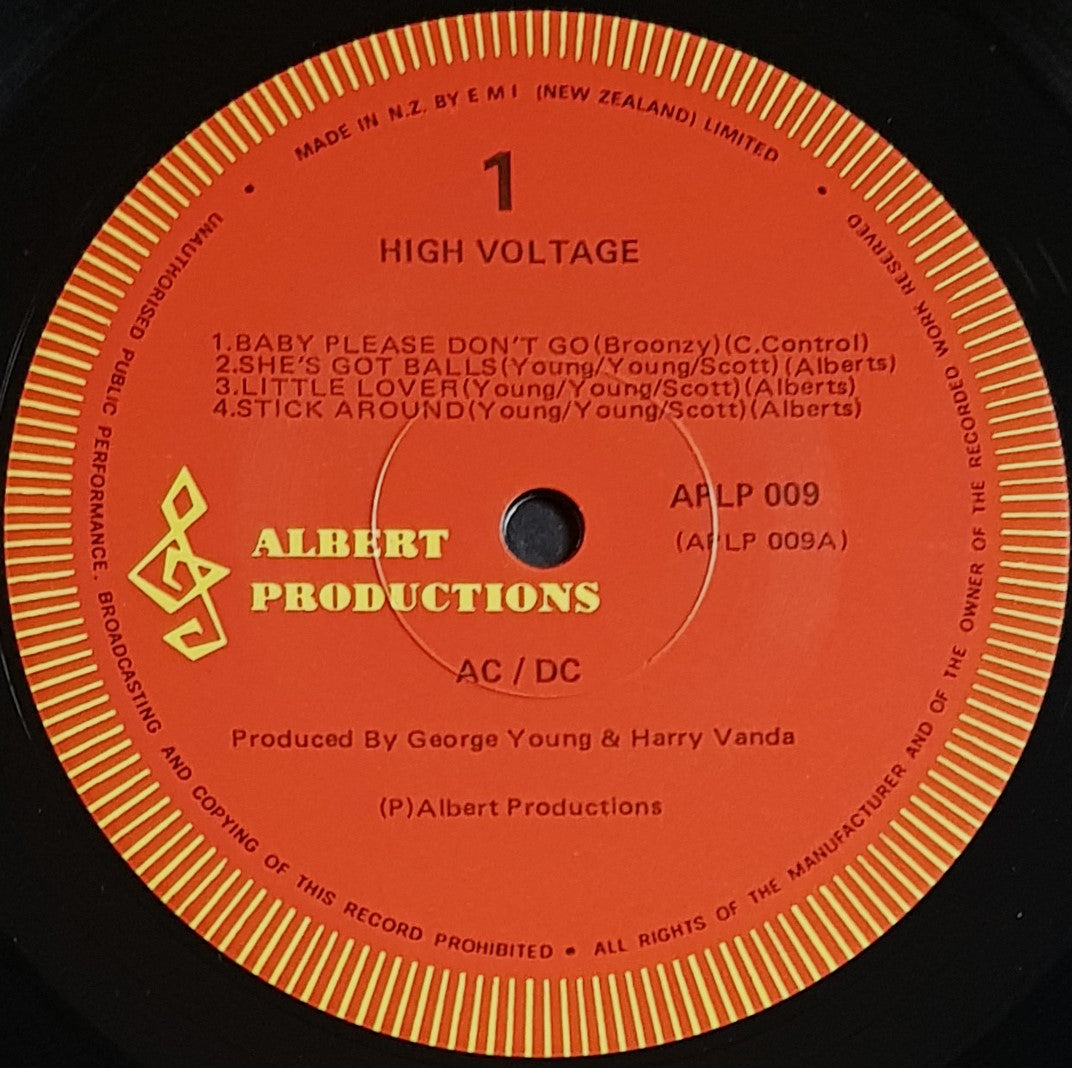 MADE IN N.Z. BY E M I (NEW ZEALAND) LIMITED
1
HIGH VOLTAGE
1.BABY PLEASE DON'T GO(Broonzy)(C.Control)
2.SHE'S GOT BALLS(Young/Young/Scott)(Alberts)
3.LITTLE LOVER(Young/Young/Scott)(Alberts)
4.STICK AROUND(Young/Young/Scott)(Alberts)
APLP 009
(APLP 009A)
ALBERT
PRODUCTIONS
AC / DC
Produced By George Young & Harry Vanda
(P)Albert Productions
UNAUTHORISED PUBLIC PERFORMANCE. BROADCASTING AND COPYING OF THIS RECORD PROHIBITED • ALL RIGHTS OF THE MANUFACTURER AND OF THE OWNER OF THE RECORDED WORK RESERVED